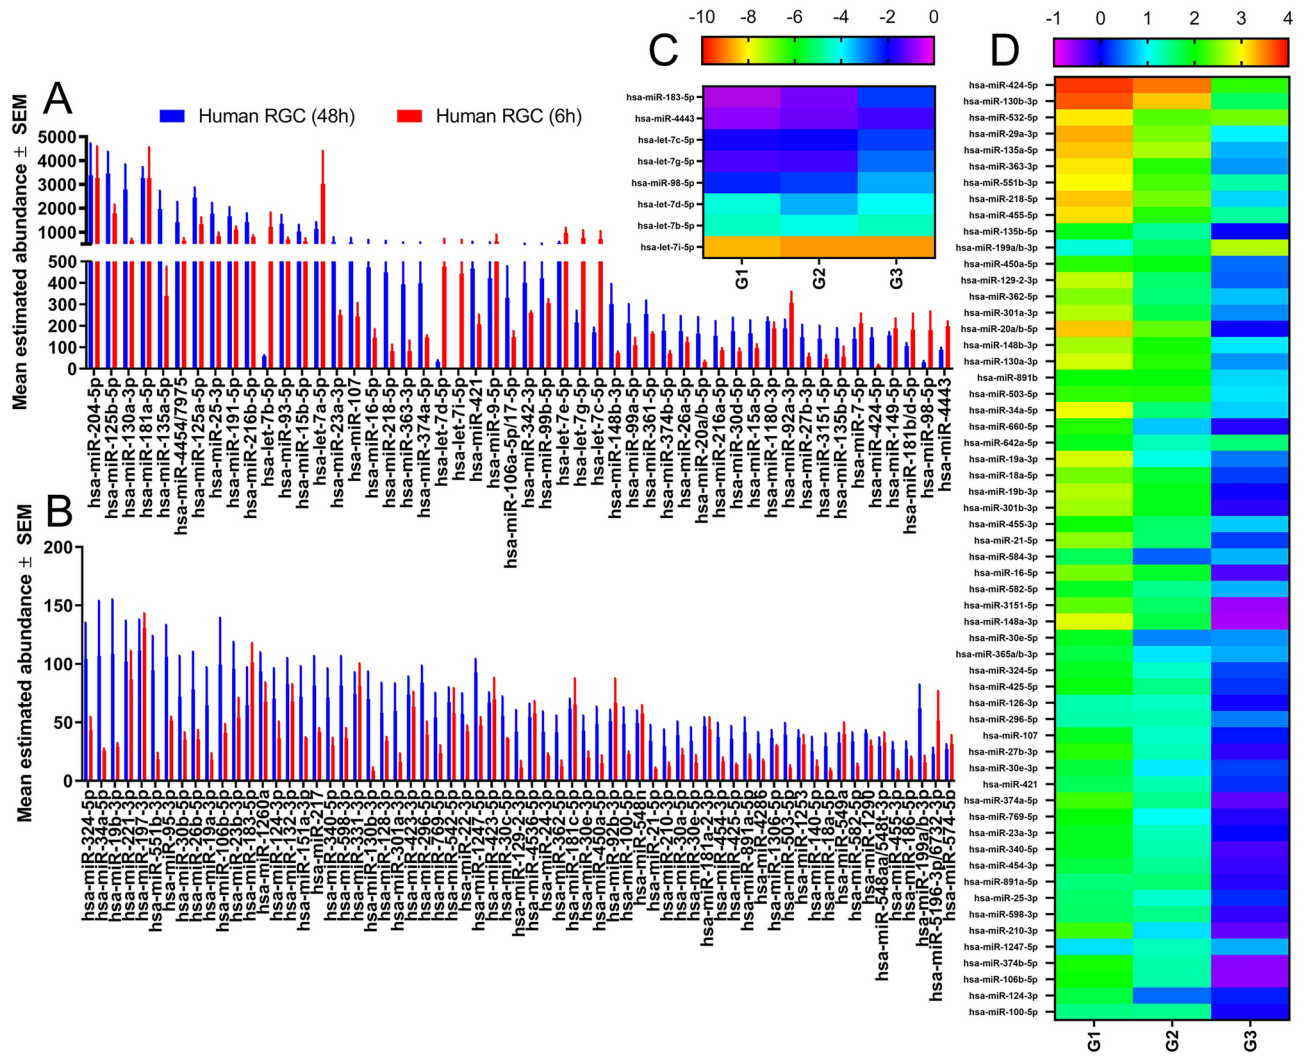 -10 -8 -6 -4 -2 0
-1 0 1 2 3 4
C
D
A
Human RGC (48h) Human RGC (6h)
Mean estimated abundance ± SEM
5000
4000
3000
2000
1000
500
400
300
200
100
0
hsa-miR-204-5p
hsa-miR-125b-5p
hsa-miR-130a-3p
hsa-miR-181a-5p
hsa-miR-135a-5p
hsa-miR-4454/7975
hsa-miR-125a-5p
hsa-miR-25-3p
hsa-miR-191-5p
hsa-miR-216b-5p
hsa-let-7b-5p
hsa-miR-93-5p
hsa-miR-15b-5p
hsa-let-7a-5p
hsa-miR-23a-3p
hsa-miR-107
hsa-miR-16-5p
hsa-miR-218-5p
hsa-miR-363-3p
hsa-miR-374a-5p
hsa-let-7d-5p
hsa-let-7i-5p
hsa-miR-421
hsa-miR-9-5p
hsa-miR-106a-5p/17-5p
hsa-miR-342-3p
hsa-miR-99b-5p
hsa-let-7e-5p
hsa-let-7g-5p
hsa-let-7c-5p
hsa-miR-148b-3p
hsa-miR-99a-5p
hsa-miR-361-5p
hsa-miR-374b-5p
hsa-miR-26a-5p
hsa-miR-20a/b-5p
hsa-miR-216a-5p
hsa-miR-30d-5p
hsa-miR-15a-5p
hsa-miR-1180-3p
hsa-miR-92a-3p
hsa-miR-27b-3p
hsa-miR-3151-5p
hsa-miR-135b-5p
hsa-miR-7-5p
hsa-miR-424-5p
hsa-miR-149-5p
hsa-miR-181b/d-5p
hsa-miR-98-5p
hsa-miR-4443
B
Mean estimated abundance ± SEM
200
150
100
50
0
hsa-miR-324-5p
hsa-miR-34a-5p
hsa-miR-19b-3p
hsa-miR-221-3p
hsa-miR-197-3p
hsa-miR-551b-3p
hsa-miR-9-3p
hsa-miR-130b-5p
hsa-miR-26b-5p
hsa-miR-19a-3p
hsa-miR-106b-5p
hsa-miR-23b-3p
hsa-miR-183-5p
hsa-miR-1260a
hsa-miR-124-3p
hsa-miR-132-3p
hsa-miR-151a-3p
hsa-miR-217
hsa-miR-340-5p
hsa-miR-598-3p
hsa-miR-331-3p
hsa-miR-130b-3p
hsa-miR-128-3p
hsa-miR-301a-3p
hsa-miR-423-3p
hsa-miR-296-5p
hsa-miR-769-5p
hsa-miR-542-5p
hsa-miR-22-3p
hsa-miR-1247-5p
hsa-miR-423-5p
hsa-miR-30c-5p
hsa-miR-129-2-3p
hsa-miR-4536-5p
hsa-miR-24-3p
hsa-miR-362-5p
hsa-miR-181c-5p
hsa-miR-30e-3p
hsa-miR-450a-5p
hsa-miR-92b-3p
hsa-miR-100-5p
hsa-miR-548n
hsa-miR-21-5p
hsa-miR-210-3p
hsa-miR-30a-5p
hsa-miR-30e-5p
hsa-miR-181a-2-3p
hsa-miR-454-3p
hsa-miR-425-5p
hsa-miR-891a-5p
hsa-miR-4286
hsa-miR-1306-5p
hsa-miR-503-5p
hsa-miR-1253
hsa-miR-140-5p
hsa-miR-18a-5p
hsa-miR-549a
hsa-miR-582-5p
hsa-miR-1290
hsa-miR-548aa/548t-3p
hsa-miR-455-3p
hsa-miR-186-5p
hsa-miR-199a/b-3p
hsa-miR-5196-3p/6732-3p
hsa-miR-574-5p
hsa-miR-183-5p
hsa-miR-4443
hsa-let-7c-5p
hsa-let-7g-5p
hsa-miR-98-5p
hsa-let-7d-5p
hsa-let-7b-5p
hsa-let-7i-5p
G1 G2 G3
hsa-miR-424-5p
hsa-miR-130b-3p
hsa-miR-532-5p
hsa-miR-29a-3p
hsa-miR-135a-5p
hsa-miR-363-3p
hsa-miR-551b-3p
hsa-miR-218-5p
hsa-miR-455-5p
hsa-miR-135b-5p
hsa-miR-199a/b-3p
hsa-miR-450a-5p
hsa-miR-129-2-3p
hsa-miR-362-5p
hsa-miR-301a-3p
hsa-miR-20a/b-5p
hsa-miR-148b-3p
hsa-miR-130a-3p
hsa-miR-891b
hsa-miR-503-5p
hsa-miR-34a-5p
hsa-miR-660-5p
hsa-miR-642a-5p
hsa-miR-19a-3p
hsa-miR-18a-5p
hsa-miR-19b-3p
hsa-miR-301b-3p
hsa-miR-455-3p
hsa-miR-21-5p
hsa-miR-584-3p
hsa-miR-16-5p
hsa-miR-582-5p
hsa-miR-3151-5p
hsa-miR-148a-3p
hsa-miR-30e-5p
hsa-miR-365a/b-3p
hsa-miR-324-5p
hsa-miR-425-5p
hsa-miR-126-3p
hsa-miR-296-5p
hsa-miR-107
hsa-miR-27b-3p
hsa-miR-30e-3p
hsa-miR-421
hsa-miR-374a-5p
hsa-miR-769-5p
hsa-miR-23a-3p
hsa-miR-340-5p
hsa-miR-454-3p
hsa-miR-891a-5p
hsa-miR-25-3p
hsa-miR-598-3p
hsa-miR-210-3p
hsa-miR-1247-5p
hsa-miR-374b-5p
hsa-miR-106b-5p
hsa-miR-124-3p
hsa-miR-100-5p
G1 G2 G3